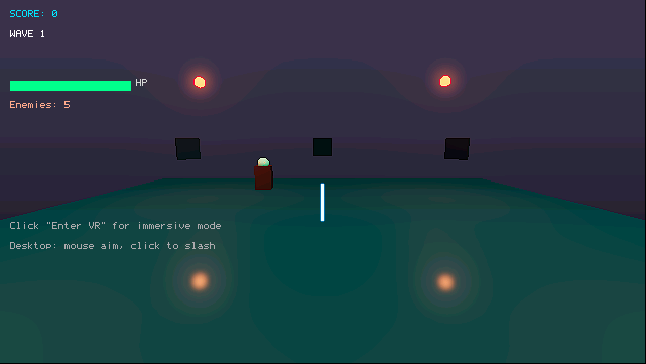 SCORE: 0
WAVE 1
HP
Enemies: 5
Click "Enter VR" for immersive mode
Desktop: mouse aim, click to slash